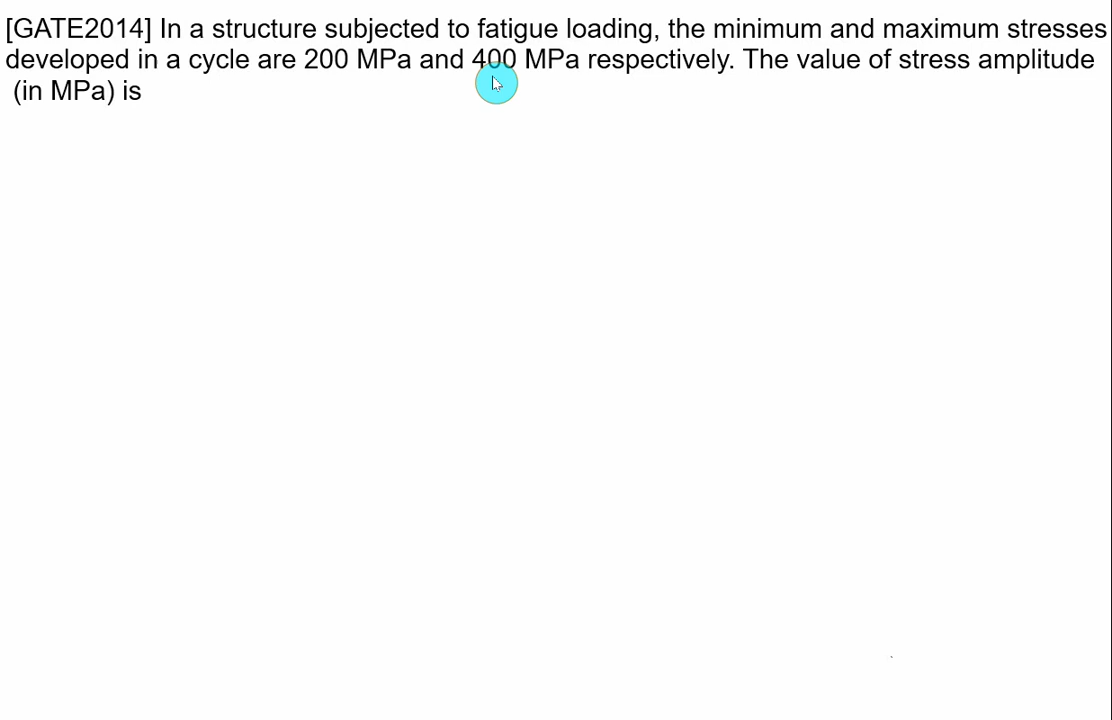 [GATE2014] In a structure subjected to fatigue loading, the minimum and maximum stresses
developed in a cycle are 200 MPa and 400 MPa respectively. The value of stress amplitude
(in MPa) is